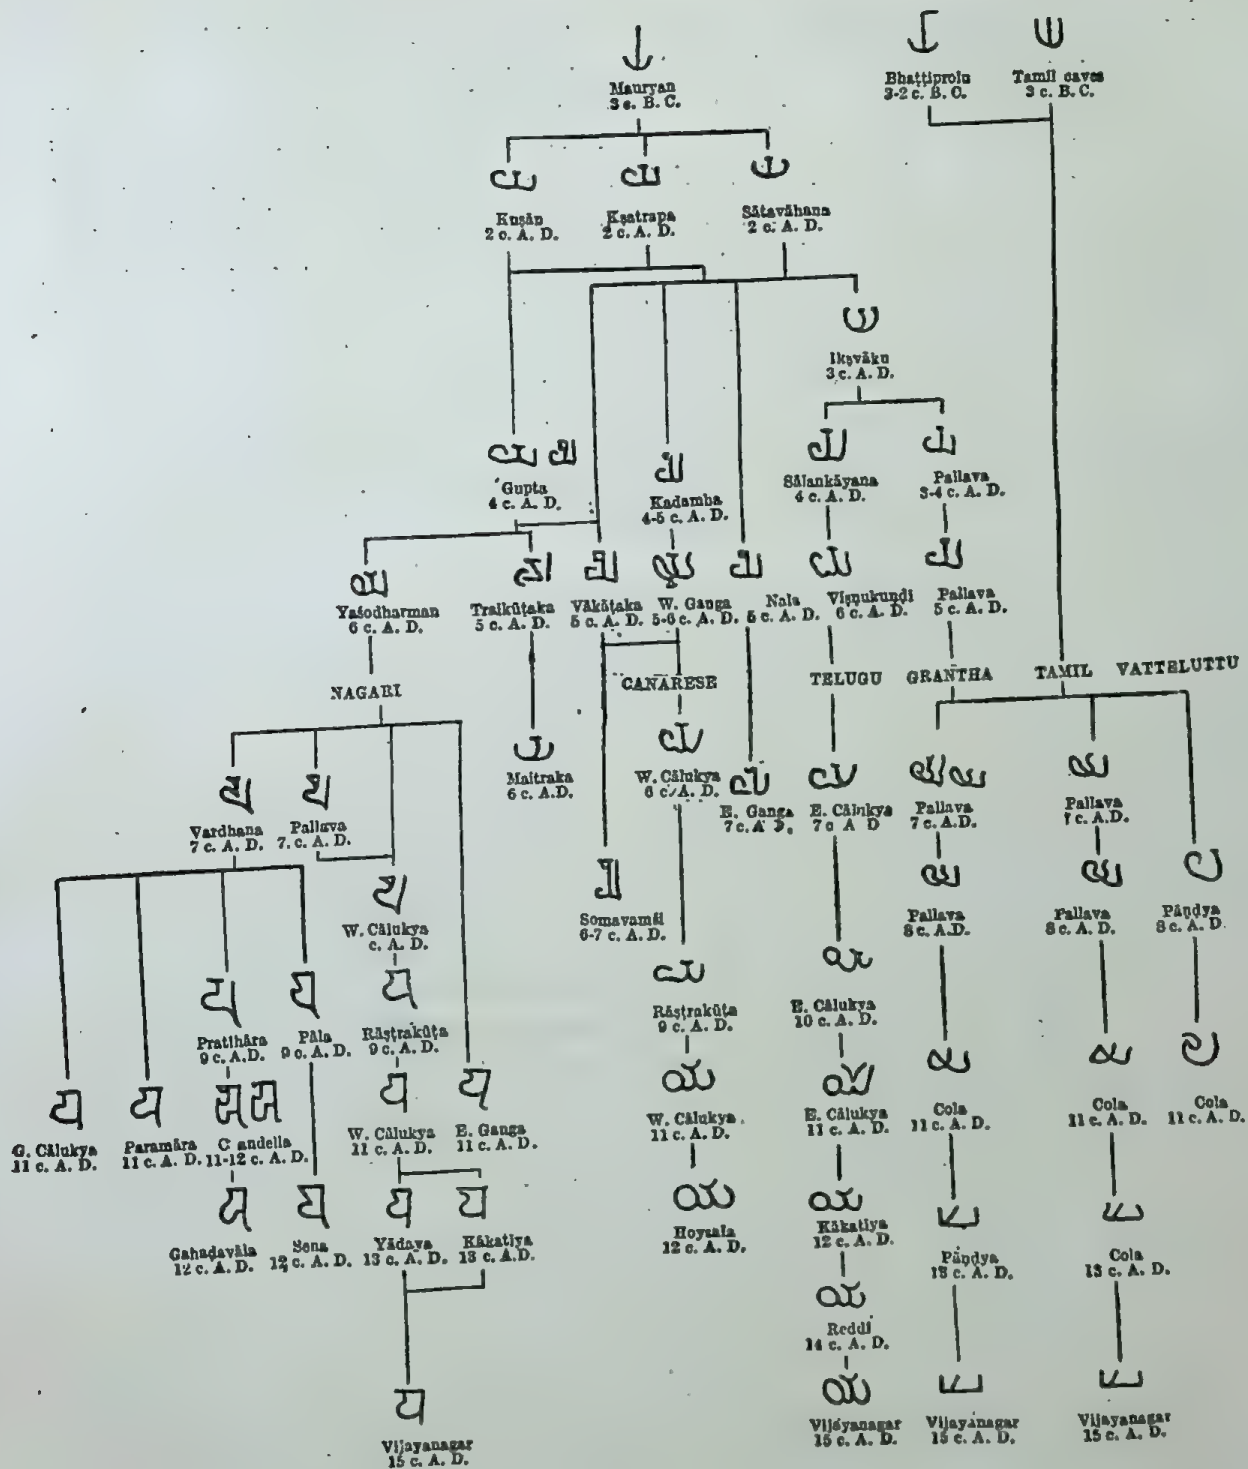 Mauryan
3 c. B. C.
Bhaṭṭiprolu
3-2 c. B. C.
Tamil caves
3 c. B. C.
Kuṣān
2 c. A. D.
Kṣatrapa
2 c. A. D.
Sātavāhana
2 c. A. D.
Ikṣvāku
3 c. A. D.
Gupta
4 c. A. D.
Kadamba
4-5 c. A. D.
Sālankāyana
4 c. A. D.
Pallava
3-4 c. A. D.
Yaśodharman
6 c. A. D.
Traikūṭaka
5 c. A. D.
Vākāṭaka
5 c. A. D.
W. Ganga
5-6 c. A. D.
Nala
5 c. A. D.
Viṣṇukuṇḍi
6 c. A. D.
Pallava
5 c. A. D.
NAGARI
CANARESE
TELUGU
GRANTHA
TAMIL
VATTELUTTU
Maitraka
6 c. A.D.
W. Cālukya
6 c. A. D.
E. Ganga
7 c. A. D.
E. Cālukya
7 c A D
Pallava
7 c. A.D.
Pallava
7 c. A.D.
Vardhana
7 c. A. D.
Pallava
7. c. A. D.
W. Cālukya
c. A. D.
Somavamśi
6-7 c. A. D.
Pallava
8 c. A.D.
Pallava
8 c. A. D.
Pāṇḍya
8 c. A. D.
Pratihāra
9 c. A.D.
Pāla
9 c. A. D.
Rāṣṭrakūṭa
9 c. A. D.
Rāṣṭrakūṭa
9 c. A. D.
E. Cālukya
10 c. A. D.
G. Cālukya
11 c. A. D.
Paramāra
11 c. A. D.
C andella
11-12 c. A. D.
W. Cālukya
11 c. A. D.
E. Ganga
11 c. A. D.
W. Cālukya
11 c. A. D.
E. Cālukya
11 c. A. D.
Cola
11 c. A. D.
Cola
11 c. A. D.
Cola
11 c. A. D.
Gahaḍavāla
12 c. A. D.
Sena
12 c. A. D.
Yādava
13 c. A. D.
Kākatiya
13 c. A.D.
Hoysala
12 c. A. D.
Kākatiya
12 c. A. D.
Pāṇḍya
13 c. A. D.
Cola
13 c. A. D.
Reddi
14 c. A. D.
Vijayanagar
15 c. A. D.
Vijayanagar
15 c. A. D.
Vijayanagar
15 c. A. D.
Vijayanagar
15 c. A. D.